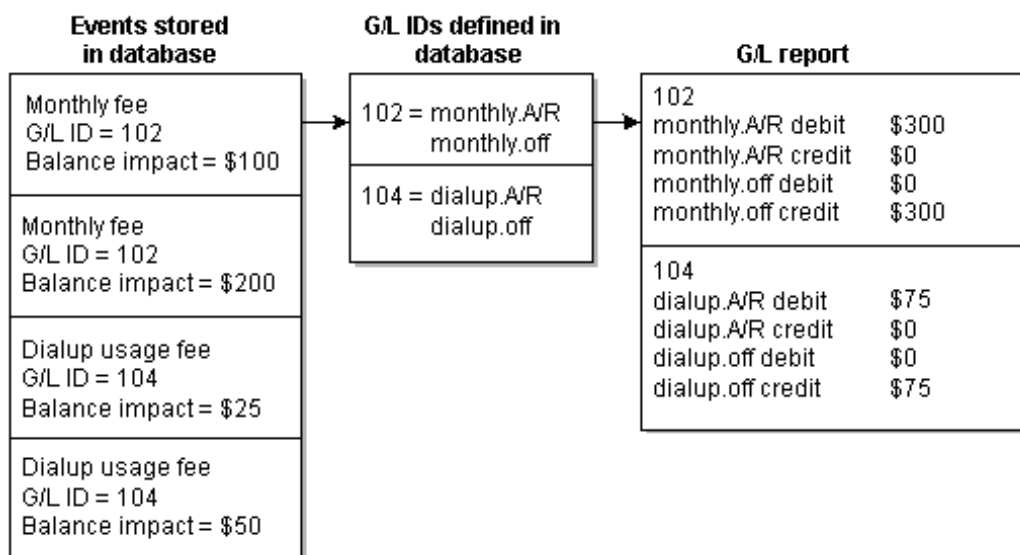 Events stored
in database
Monthly fee
G/L ID = 102
Balance impact = $100
Monthly fee
G/L ID = 102
Balance impact = $200
Dialup usage fee
G/L ID = 104
Balance impact = $25
Dialup usage fee
G/L ID = 104
Balance impact = $50
G/L IDs defined in
database
102 = monthly.A/R
monthly.off
104 = dialup.A/R
dialup.off
G/L report
102
monthly.A/R debit $300
monthly.A/R credit $0
monthly.off debit $0
monthly.off credit $300
104
dialup.A/R debit $75
dialup.A/R credit $0
dialup.off debit $0
dialup.off credit $75